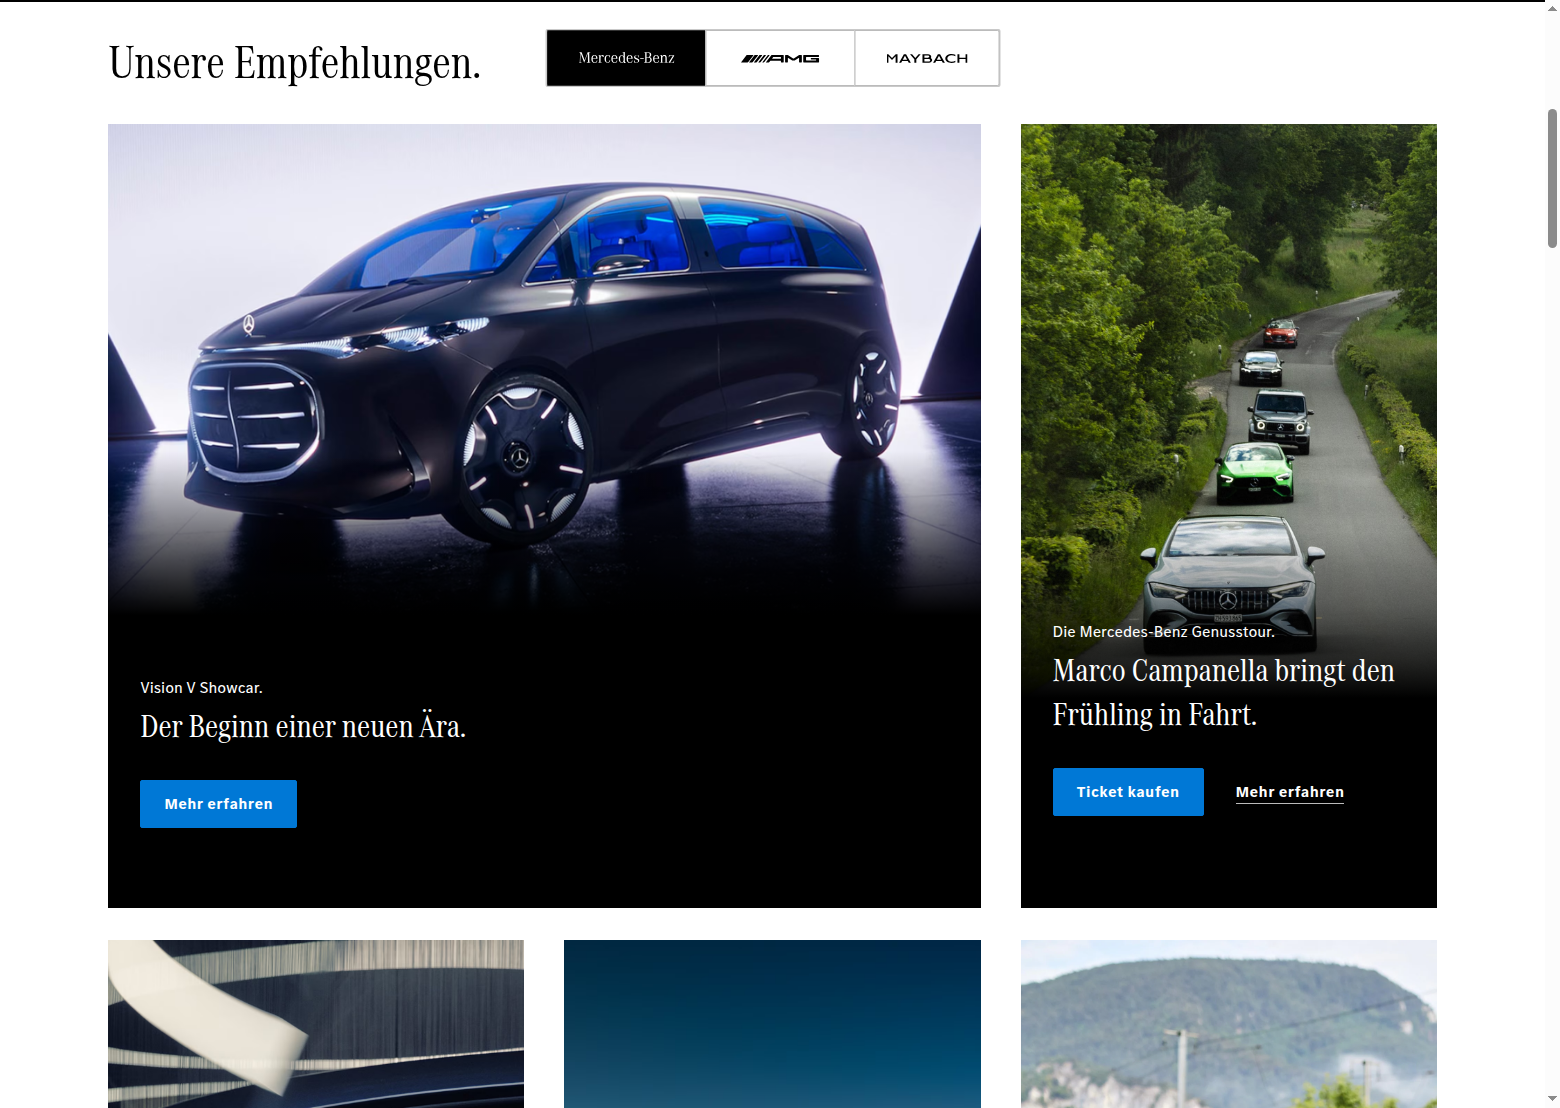 Unsere Empfehlungen.
Mercedes-Benz
AMG
MAYBACH
Vision V Showcar.
Der Beginn einer neuen Ära.
Mehr erfahren
Die Mercedes-Benz Genusstour.
Marco Campanella bringt den
Frühling in Fahrt.
Ticket kaufen
Mehr erfahren